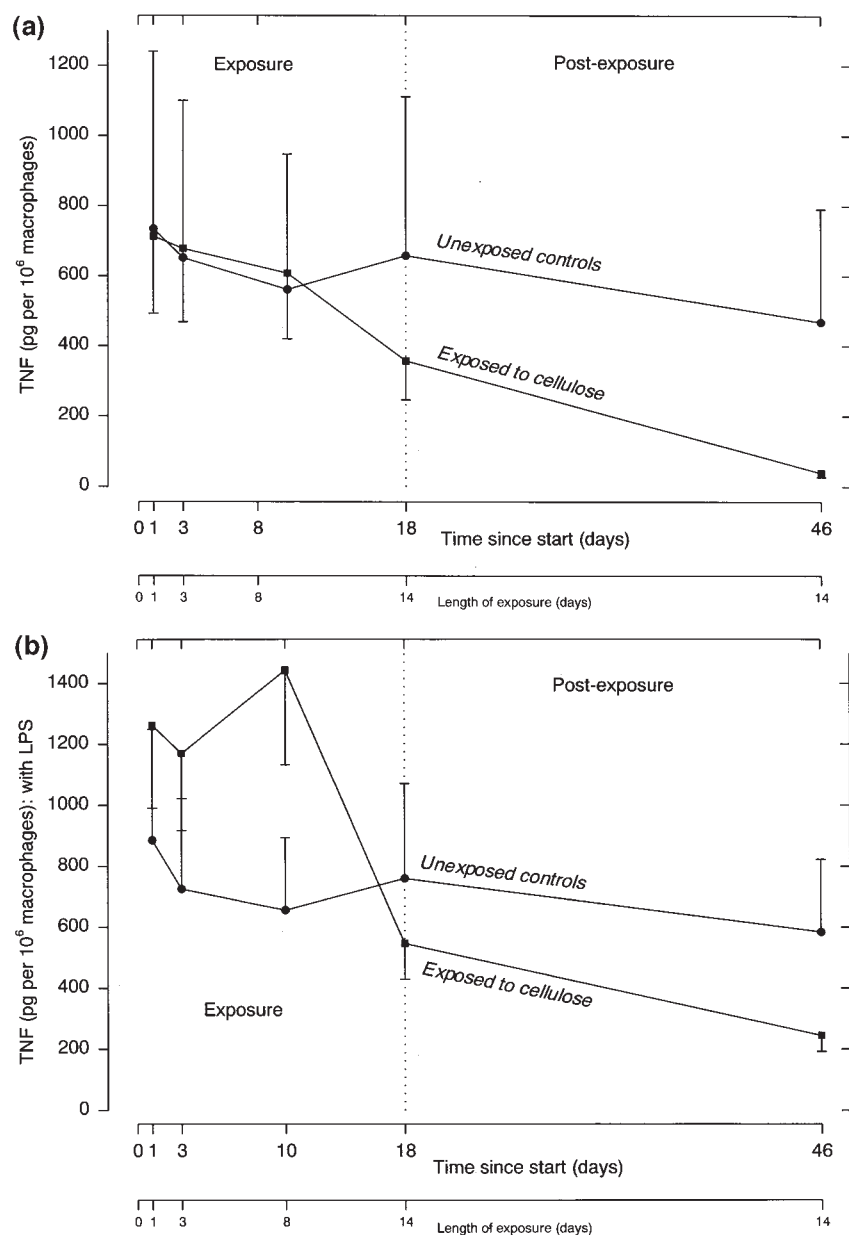 (a)
Exposure
Post-exposure
1200
1000
800
600
400
200
0
TNF (pg per 10⁶ macrophages)
Unexposed controls
Exposed to cellulose
0 1 3 8 18 46
Time since start (days)
0 1 3 8 14 14
Length of exposure (days)
(b)
Post-exposure
1400
1200
1000
800
600
400
200
0
TNF (pg per 10⁶ macrophages): with LPS
Unexposed controls
Exposed to cellulose
Exposure
0 1 3 10 18 46
Time since start (days)
0 1 3 8 14 14
Length of exposure (days)